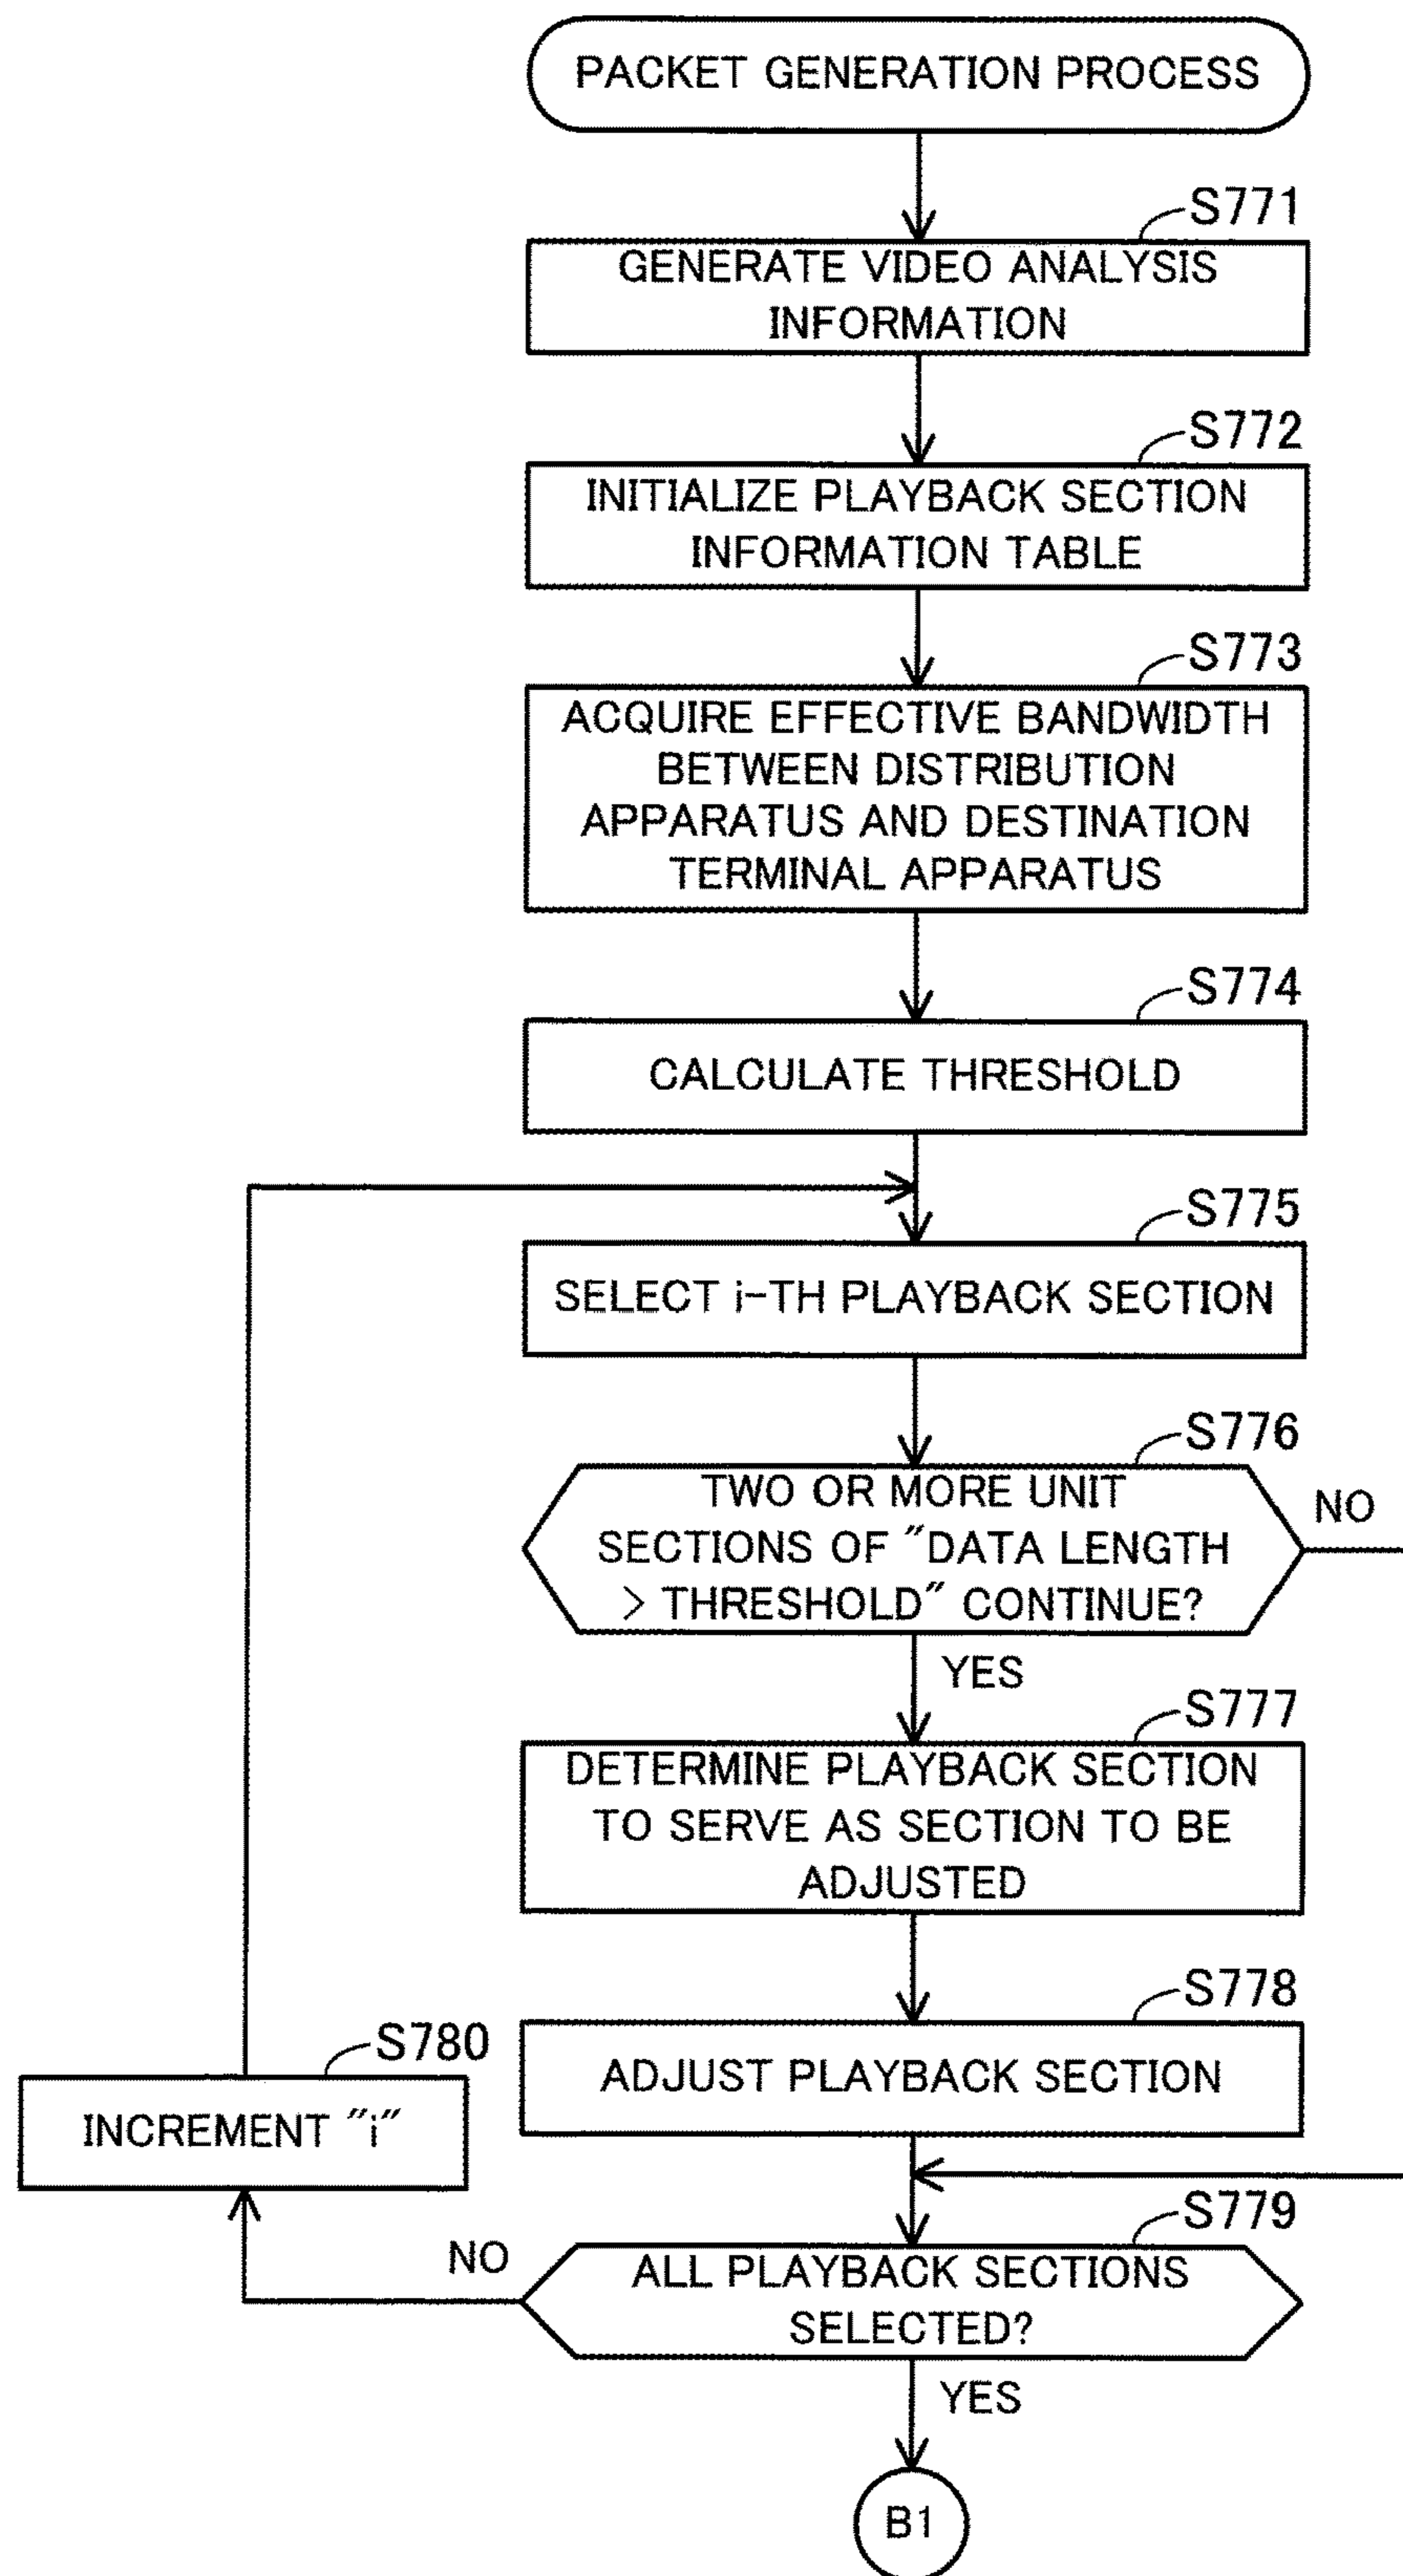 PACKET GENERATION PROCESS
S771
GENERATE VIDEO ANALYSIS
INFORMATION
S772
INITIALIZE PLAYBACK SECTION
INFORMATION TABLE
S773
ACQUIRE EFFECTIVE BANDWIDTH
BETWEEN DISTRIBUTION
APPARATUS AND DESTINATION
TERMINAL APPARATUS
S774
CALCULATE THRESHOLD
S775
SELECT i-TH PLAYBACK SECTION
S776
TWO OR MORE UNIT
SECTIONS OF "DATA LENGTH
> THRESHOLD" CONTINUE?
NO
YES
S777
DETERMINE PLAYBACK SECTION
TO SERVE AS SECTION TO BE
ADJUSTED
S778
ADJUST PLAYBACK SECTION
S780
INCREMENT "i"
S779
ALL PLAYBACK SECTIONS
SELECTED?
NO
YES
B1